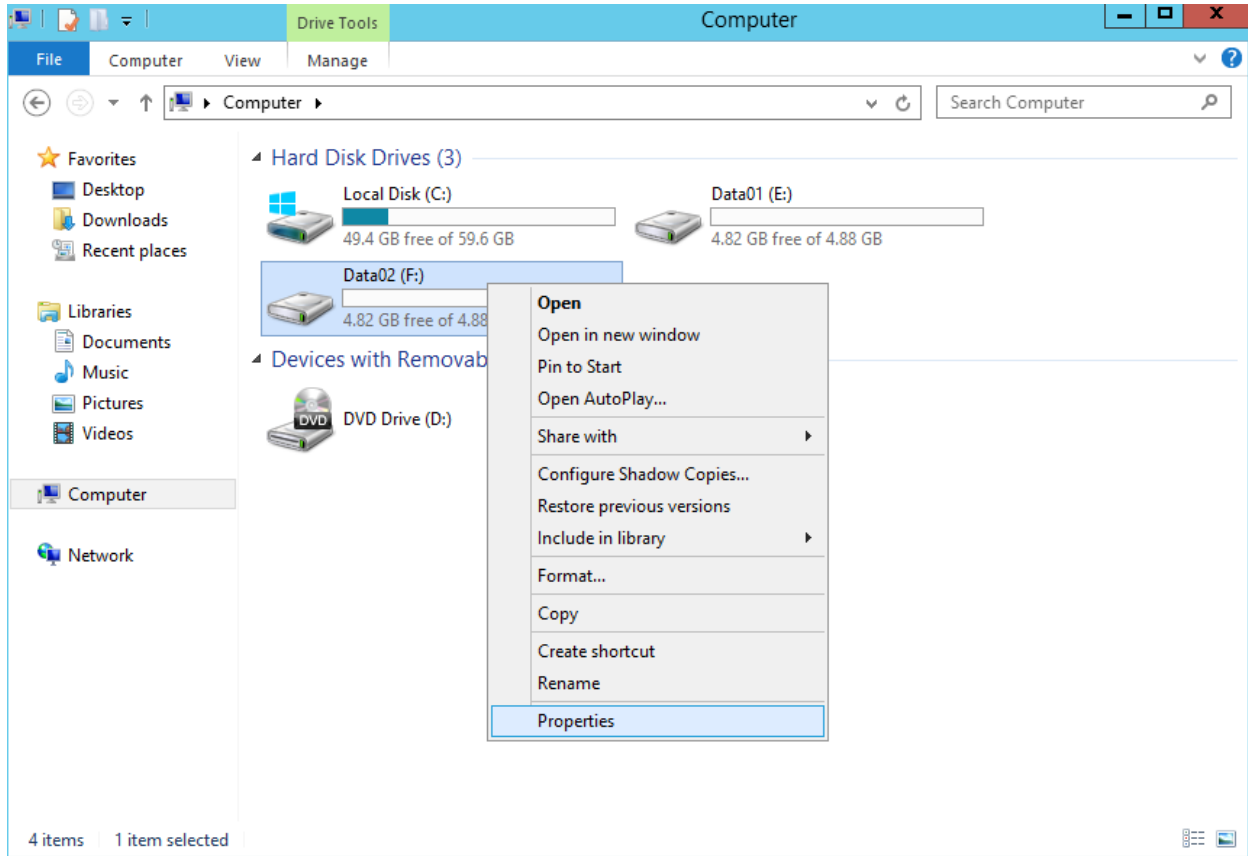 Drive Tools
Computer
File Computer View Manage
Computer
Search Computer
Favorites
Desktop
Downloads
Recent places
Libraries
Documents
Music
Pictures
Videos
Computer
Network
Hard Disk Drives (3)
Local Disk (C:)
49.4 GB free of 59.6 GB
Data01 (E:)
4.82 GB free of 4.88 GB
Data02 (F:)
4.82 GB free of 4.88
Devices with Removab
DVD
DVD Drive (D:)
Open
Open in new window
Pin to Start
Open AutoPlay...
Share with
Configure Shadow Copies...
Restore previous versions
Include in library
Format...
Copy
Create shortcut
Rename
Properties
4 items 1 item selected